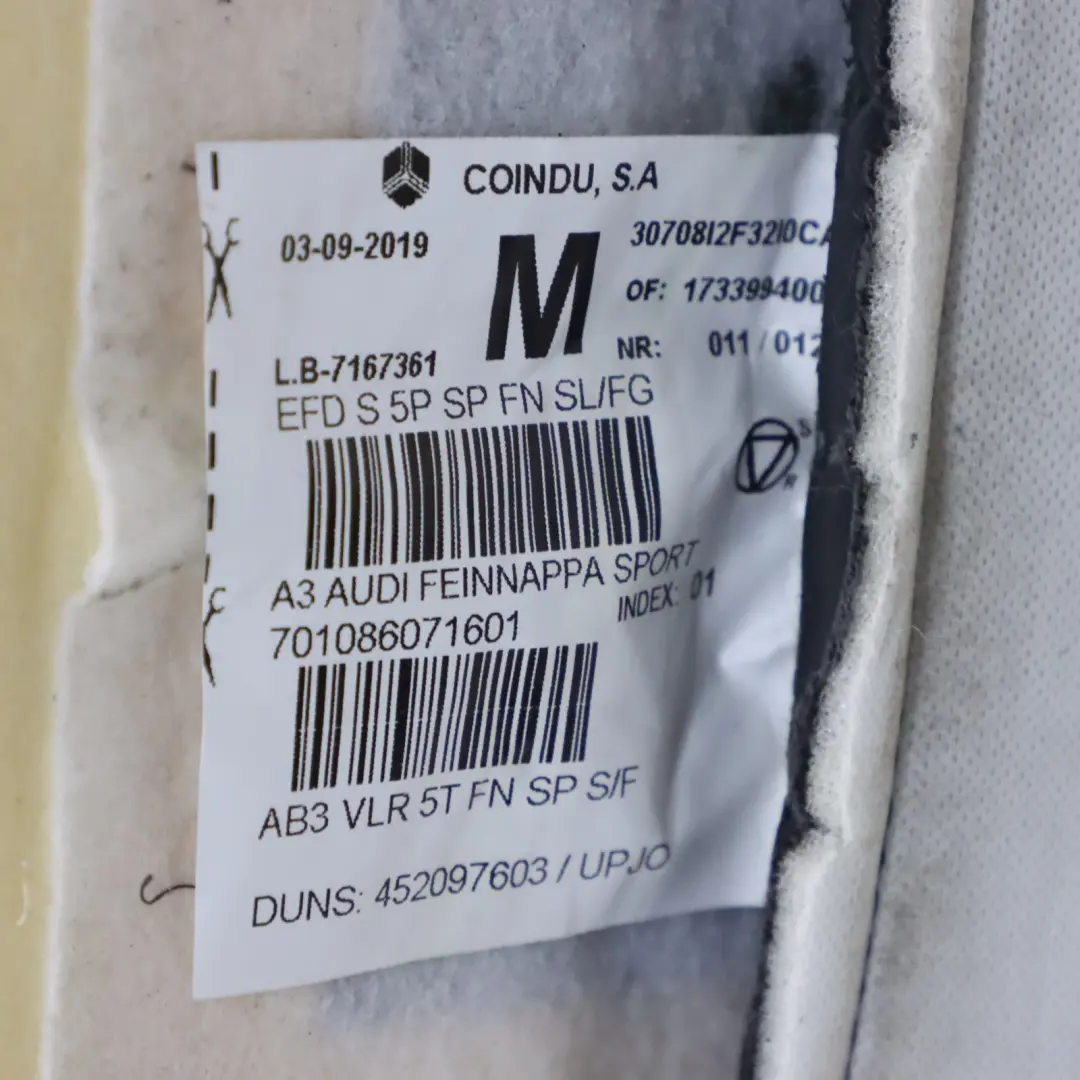 COINDU, S.A
03-09-2019
M
30708I2F32I0CA
OF: 173399400
NR: 011 / 012
L.B-7167361
EFD S 5P SP FN SL/FG
A3 AUDI FEINNAPPA SPORT
701086071601
INDEX: 01
AB3 VLR 5T FN SP S/F
DUNS: 452097603 / UPJO